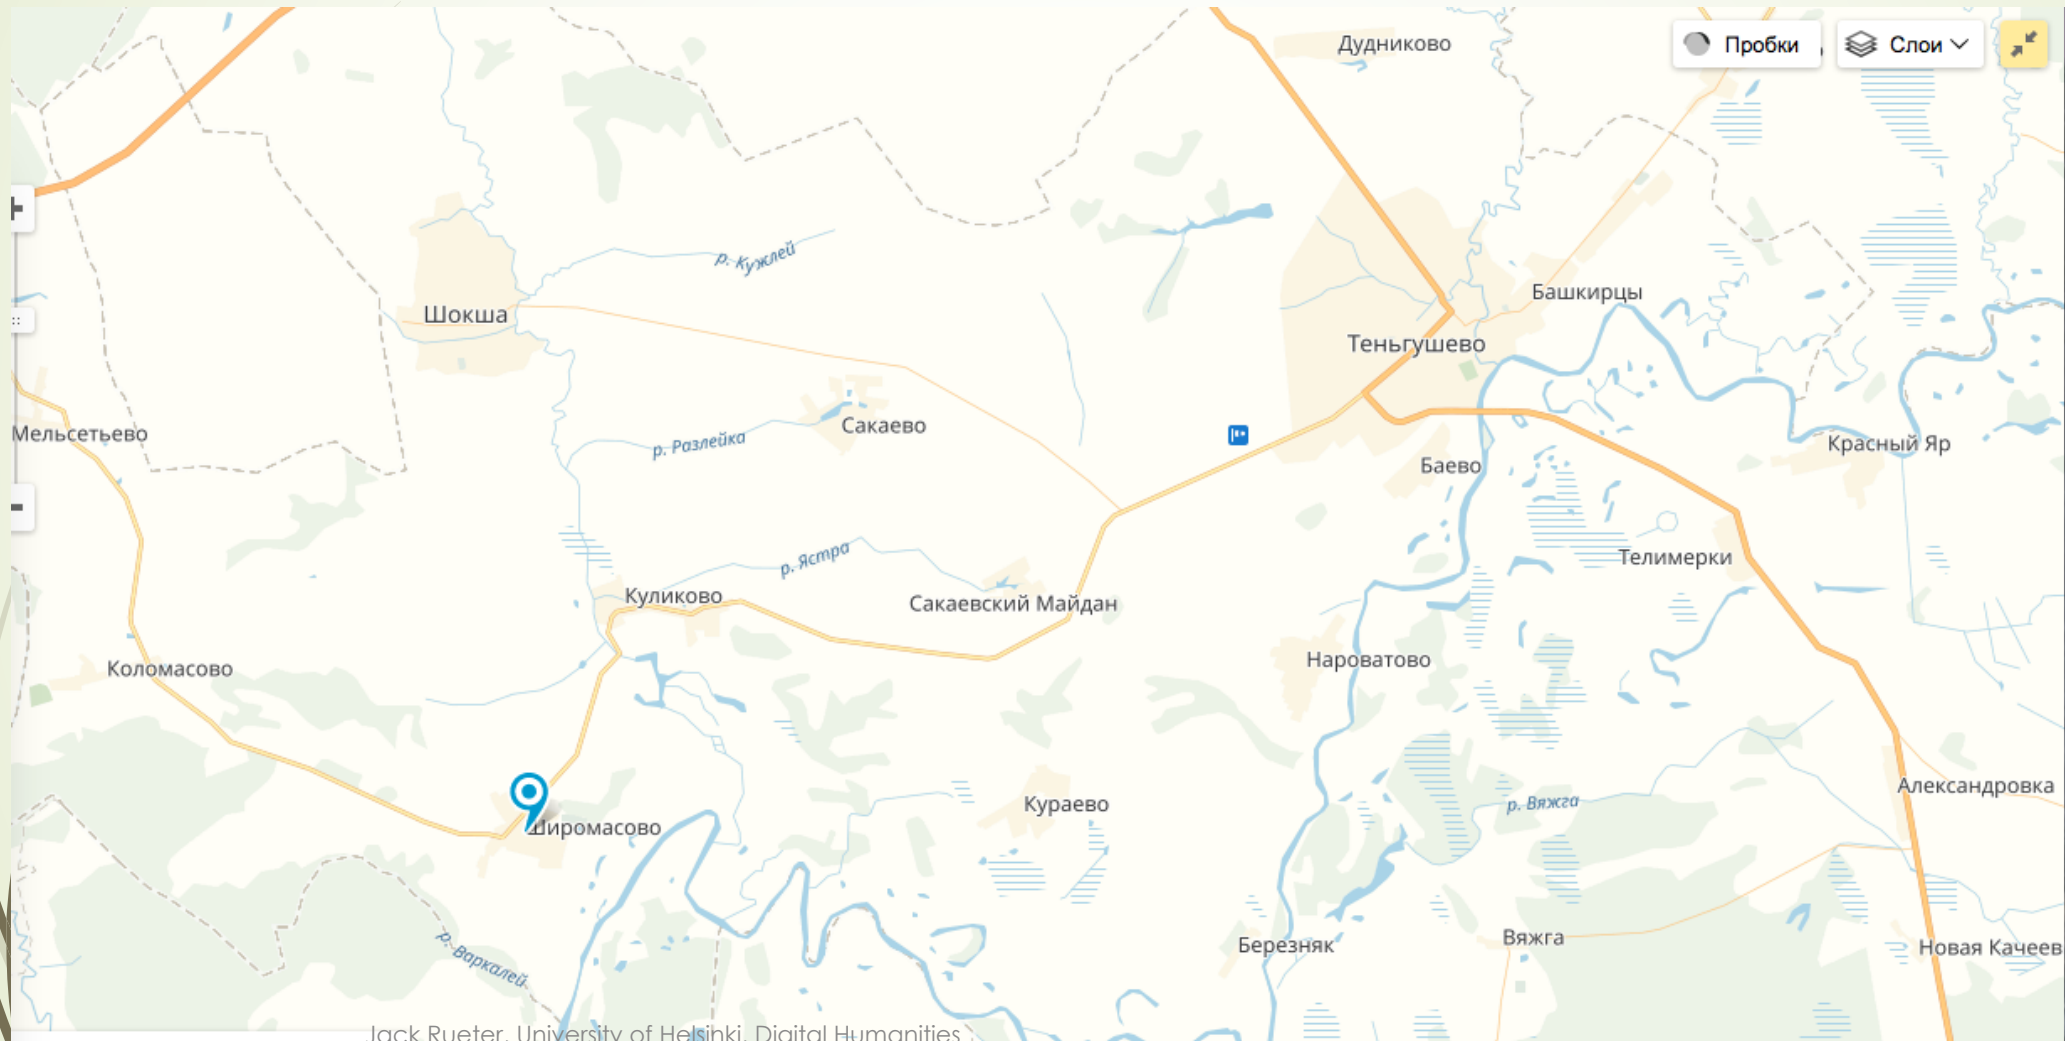 Дудниково
Пробки
Слои
р. Кужлей
Шокша
Башкирцы
Теньгушево
Мельсетьево
Сакаево
р. Разлейка
Баево
Красный Яр
р. Ястра
Телимерки
Куликово
Сакаевский Майдан
Коломасово
Нароватово
Широмасово
Кураево
р. Вяжга
Александровка
р. Варкалей
Березняк
Вяжга
Новая Качеев
Jack Rueter, University of Helsinki, Digital Humanities